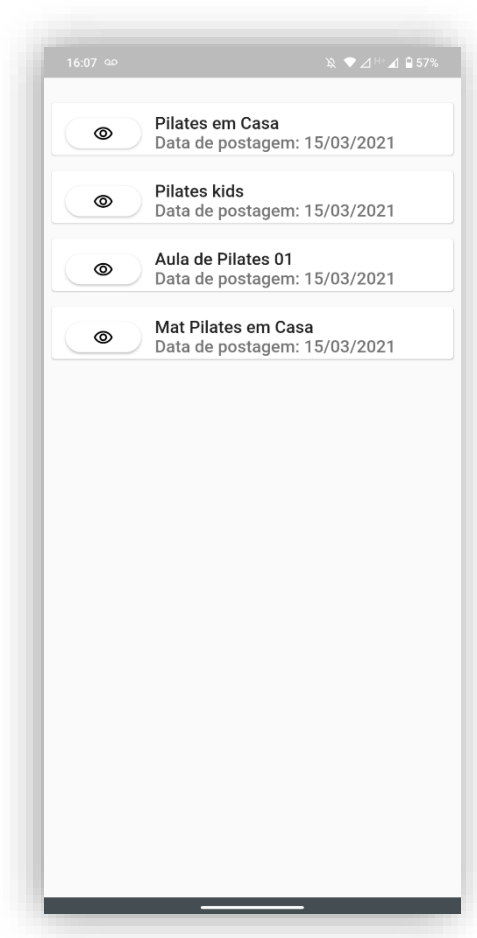 16:07
H+ 57%
Pilates em Casa
Data de postagem: 15/03/2021
Pilates kids
Data de postagem: 15/03/2021
Aula de Pilates 01
Data de postagem: 15/03/2021
Mat Pilates em Casa
Data de postagem: 15/03/2021